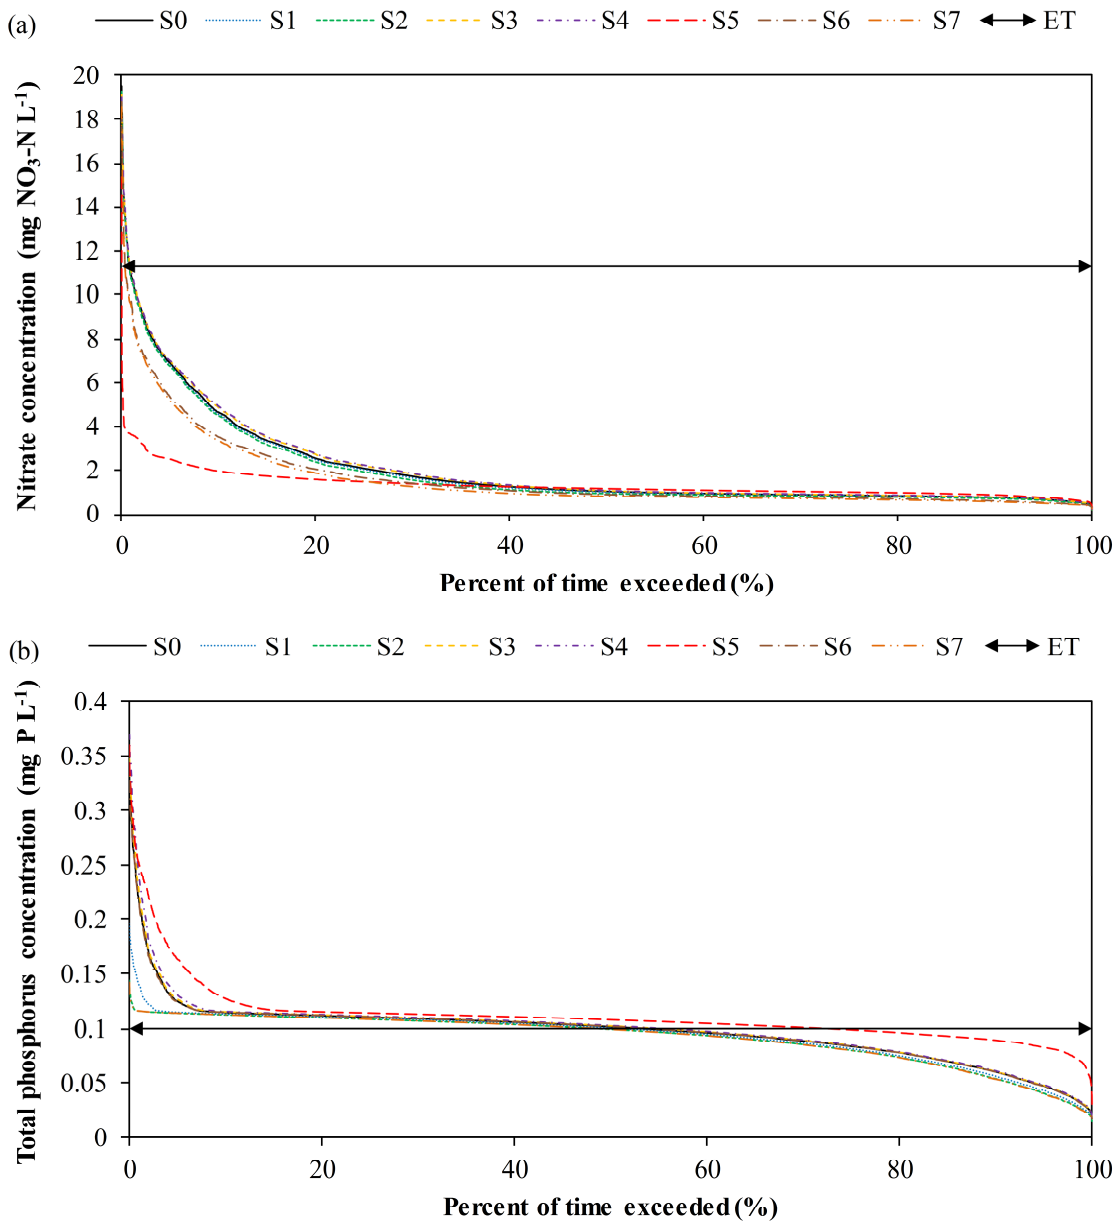 (a) S0 S1 S2 S3 S4 S5 S6 S7 ET
Nitrate concentration (mg NO₃-N L⁻¹)
20
18
16
14
12
10
8
6
4
2
0
0 20 40 60 80 100
Percent of time exceeded (%)
(b) S0 S1 S2 S3 S4 S5 S6 S7 ET
Total phosphorus concentration (mg P L⁻¹)
0.4
0.35
0.3
0.25
0.2
0.15
0.1
0.05
0
0 20 40 60 80 100
Percent of time exceeded (%)